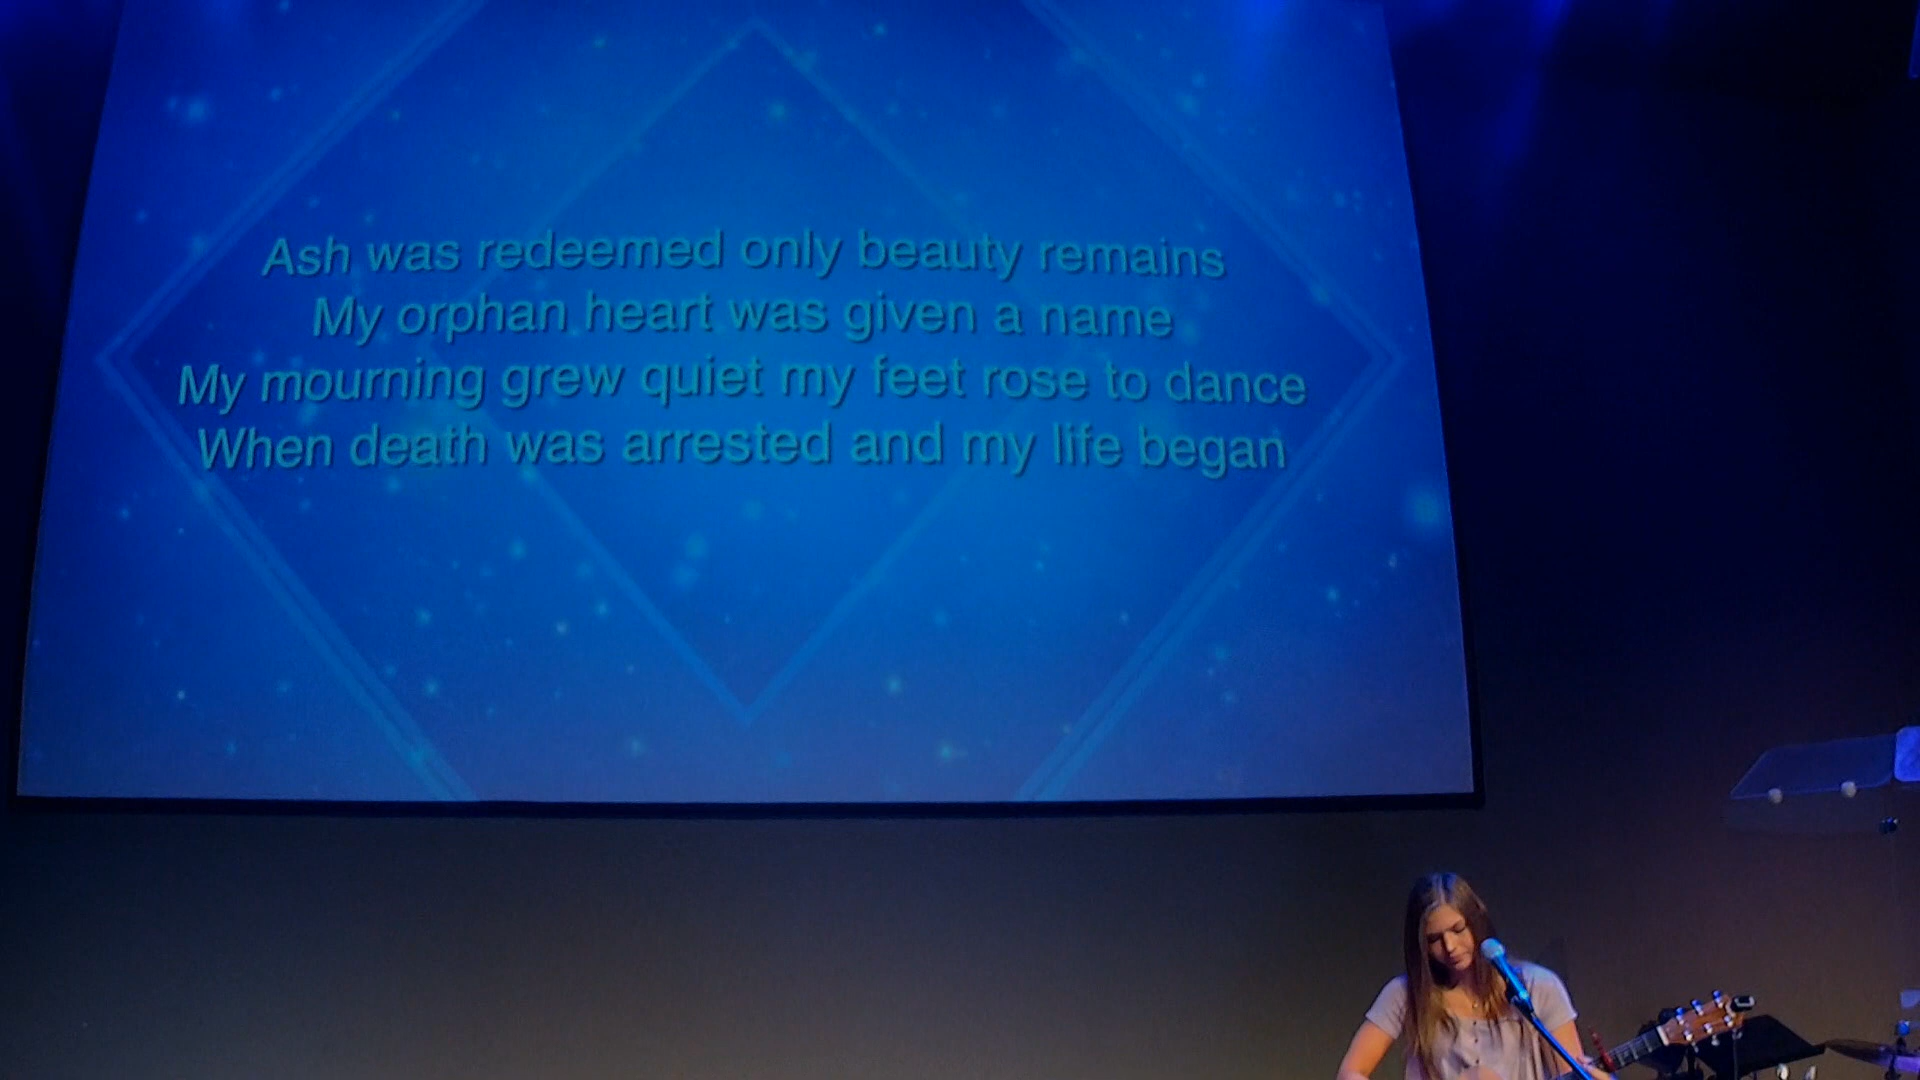 Ash was redeemed only beauty remains
My orphan heart was given a name
My mourning grew quiet my feet rose to dance
When death was arrested and my life began